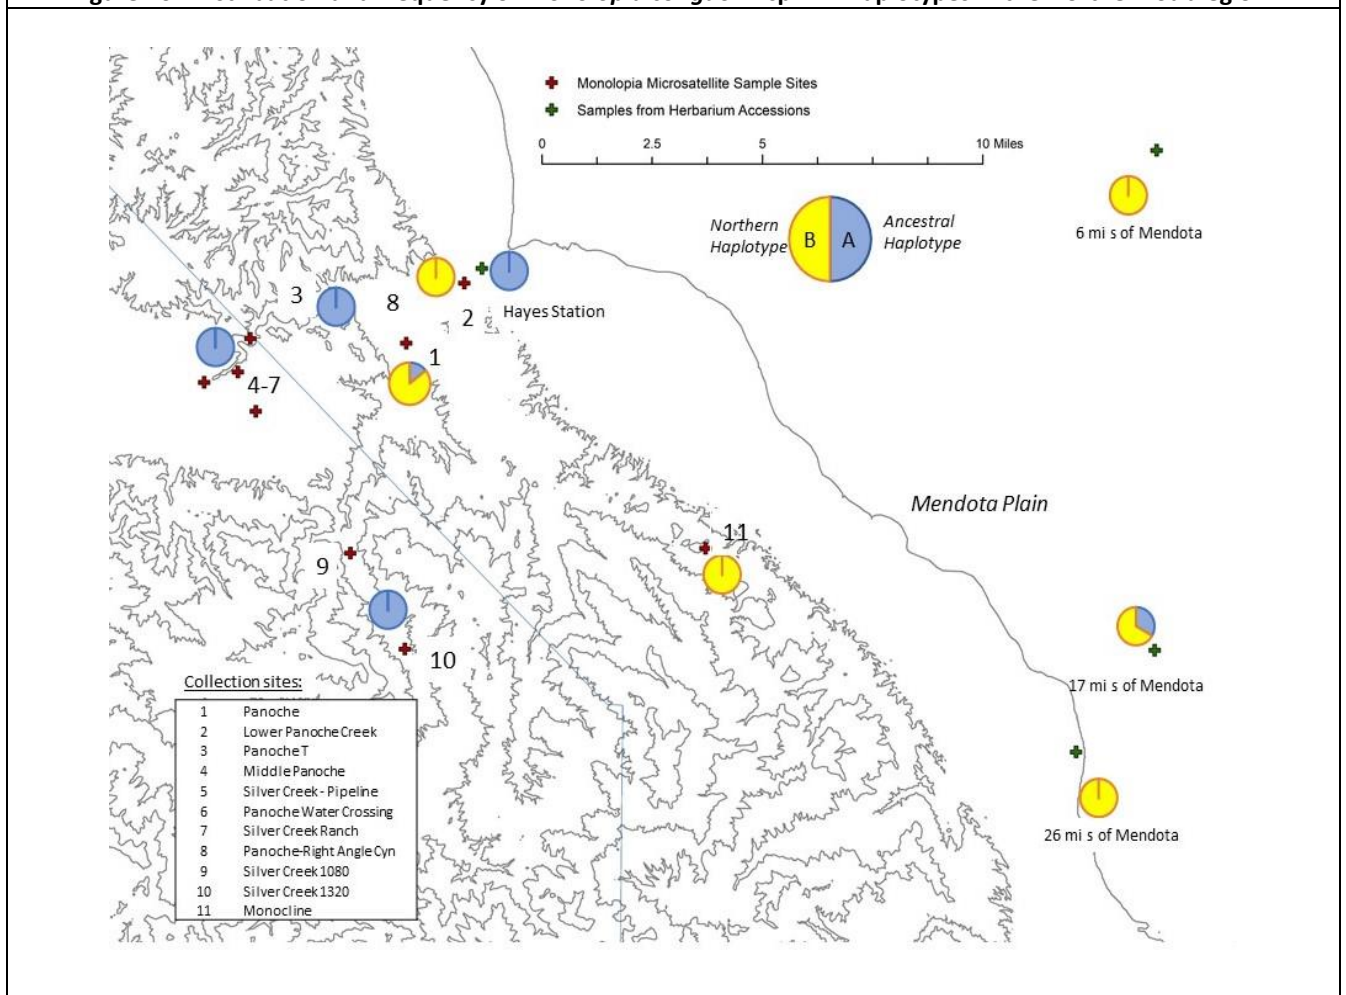 Monolopia Microsatellite Sample Sites
Samples from Herbarium Accessions
0 2.5 5 10 Miles
Northern
Haplotype
B A
Ancestral
Haplotype
6 mi s of Mendota
3
8
2
Hayes Station
1
4-7
Mendota Plain
11
9
10
17 mi s of Mendota
26 mi s of Mendota
Collection sites:
1 Panoche
2 Lower Panoche Creek
3 Panoche T
4 Middle Panoche
5 Silver Creek - Pipeline
6 Panoche Water Crossing
7 Silver Creek Ranch
8 Panoche-Right Angle Cyn
9 Silver Creek 1080
10 Silver Creek 1320
11 Monocline